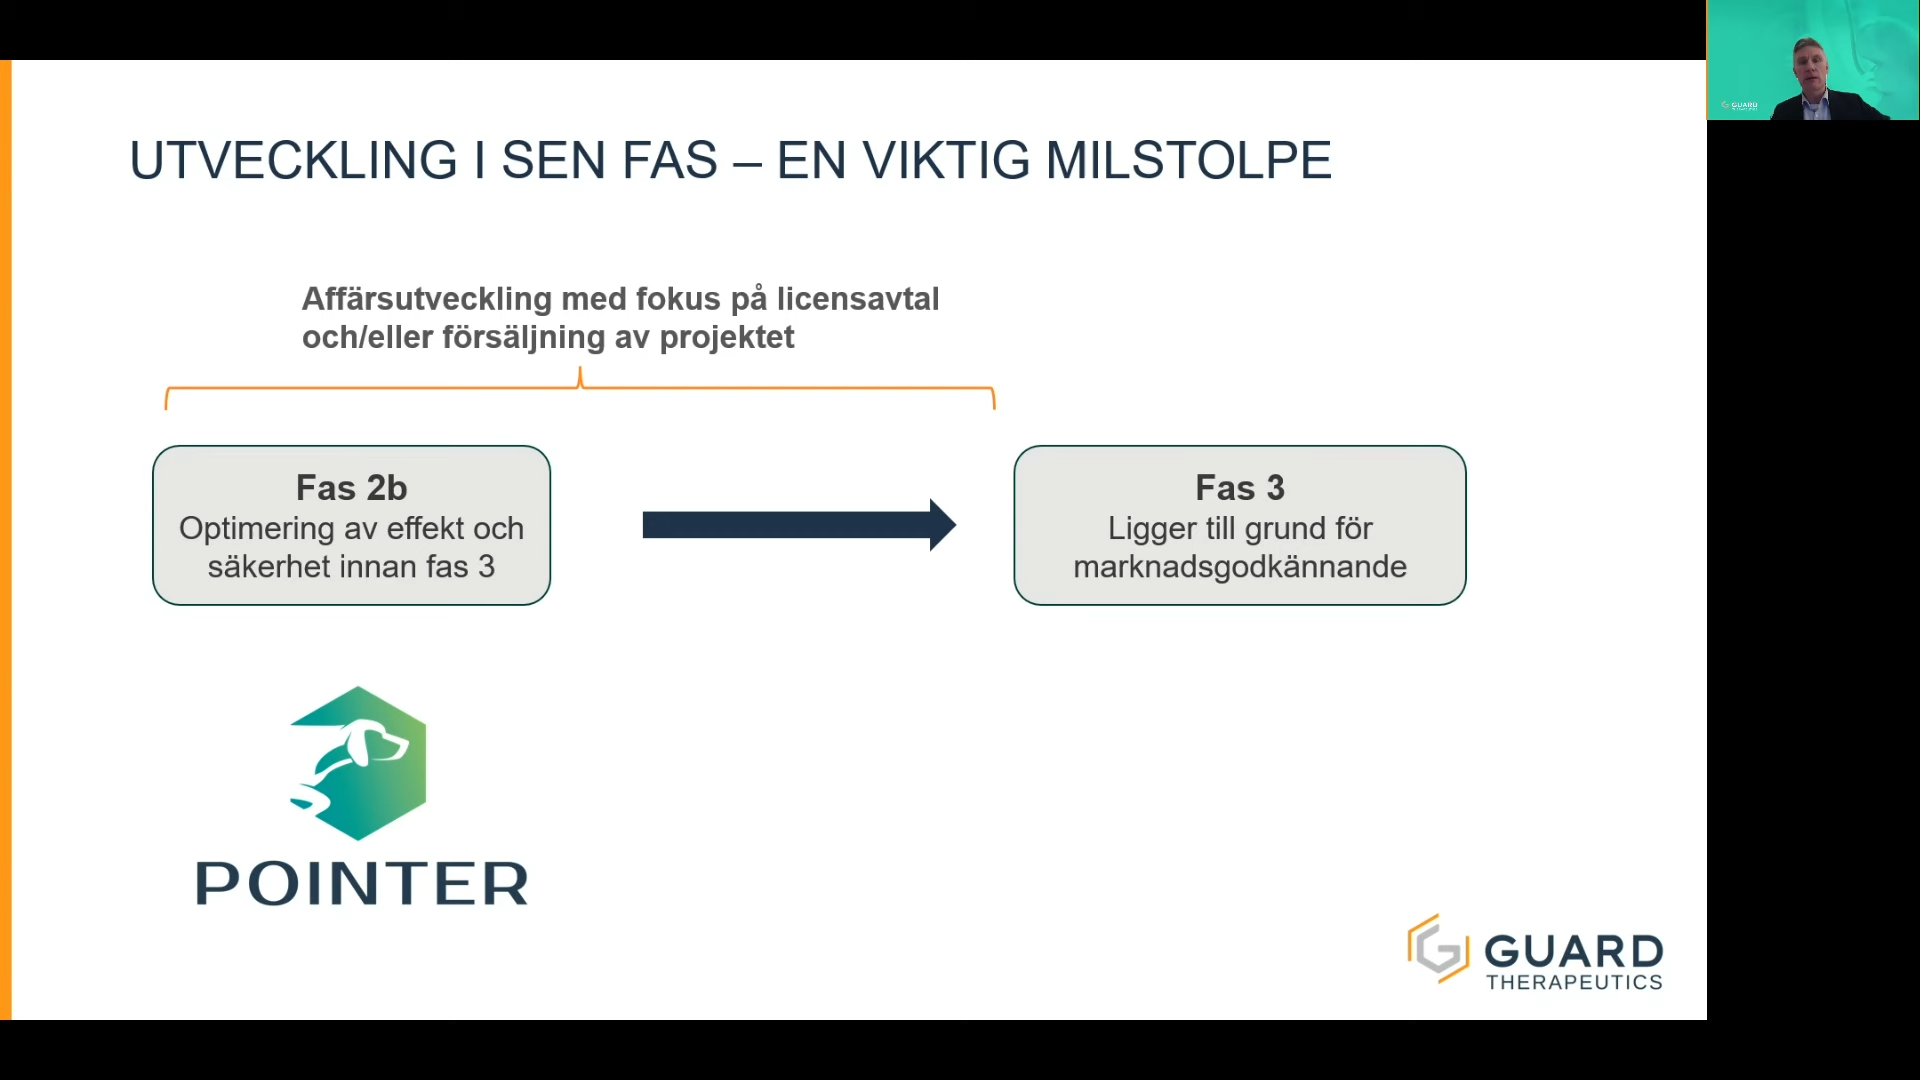 UTVECKLING I SEN FAS – EN VIKTIG MILSTOLPE
Affärsutveckling med fokus på licensavtal
och/eller försäljning av projektet
Fas 2b
Optimering av effekt och
säkerhet innan fas 3
Fas 3
Ligger till grund för
marknadsgodkännande
POINTER
GUARD
THERAPEUTICS
GUARD